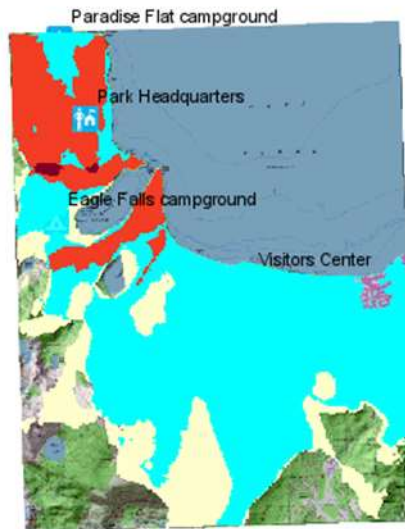 Paradise Flat campground
Park Headquarters
Eagle Falls campground
Visitors Center